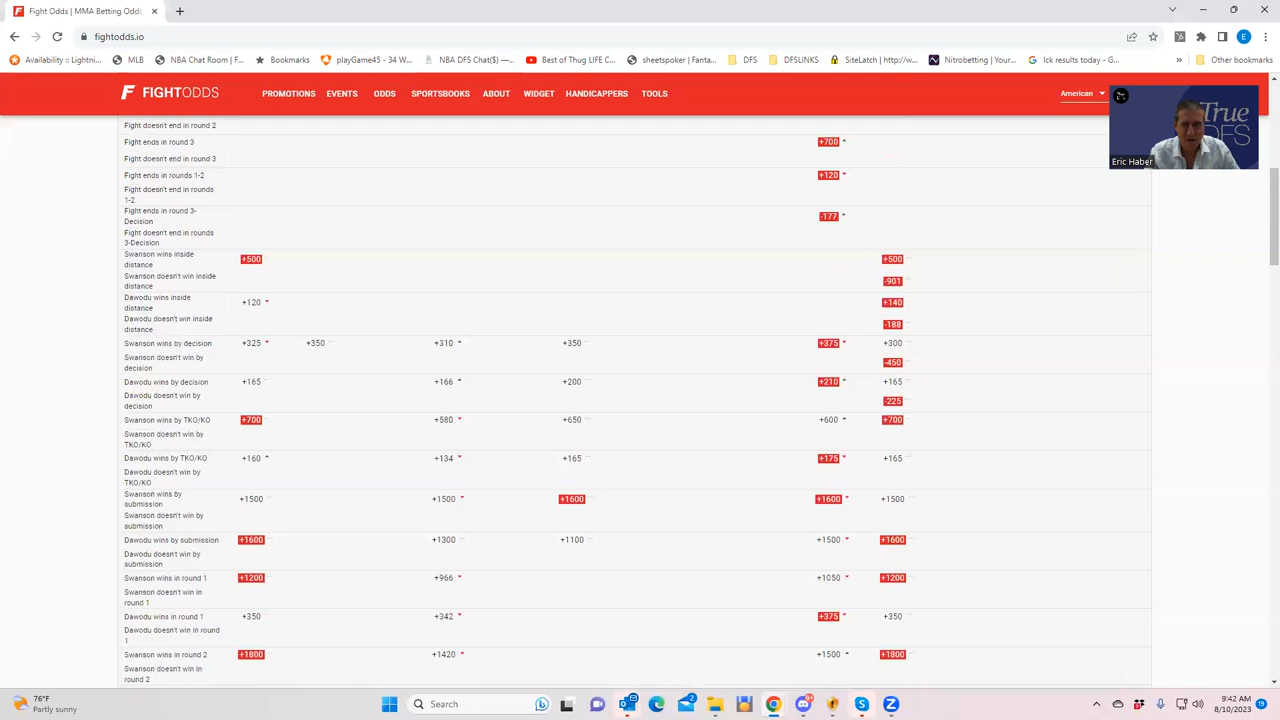 Fight Odds | MMA Betting Odds
fightodds.io
Availability :: Lightni... MLB NBA Chat Room | F... Bookmarks playGame45 - 34 W... NBA DFS Chat($) —... Best of Thug LIFE C... sheetspoker | Fanta... DFS DFSLINKS SiteLatch | http://w... Nitrobetting | Your... lck results today - G... » Other bookmarks
FIGHTODDS PROMOTIONS EVENTS ODDS SPORTSBOOKS ABOUT WIDGET HANDICAPPERS TOOLS American
True
DFS
Eric Haber
Fight doesn't end in round 2
Fight ends in round 3 +700
Fight doesn't end in round 3
Fight ends in rounds 1-2 +120
Fight doesn't end in rounds
1-2
Fight ends in round 3-
Decision -177
Fight doesn't end in rounds
3-Decision
Swanson wins inside
distance +500 +500
Swanson doesn't win inside
distance -901
Dawodu wins inside
distance +120 +140
Dawodu doesn't win inside
distance -188
Swanson wins by decision +325 +350 +310 +350 +375 +300
Swanson doesn't win by
decision -450
Dawodu wins by decision +165 +166 +200 +210 +165
Dawodu doesn't win by
decision -225
Swanson wins by TKO/KO +700 +580 +650 +600 +700
Swanson doesn't win by
TKO/KO
Dawodu wins by TKO/KO +160 +134 +165 +175 +165
Dawodu doesn't win by
TKO/KO
Swanson wins by
submission +1500 +1500 +1600 +1600 +1500
Swanson doesn't win by
submission
Dawodu wins by submission +1600 +1300 +1100 +1500 +1600
Dawodu doesn't win by
submission
Swanson wins in round 1 +1200 +966 +1050 +1200
Swanson doesn't win in
round 1
Dawodu wins in round 1 +350 +342 +375 +350
Dawodu doesn't win in round
1
Swanson wins in round 2 +1800 +1420 +1500 +1800
Swanson doesn't win in
round 2
76°F
Partly sunny
Search
9:42 AM
8/10/2023